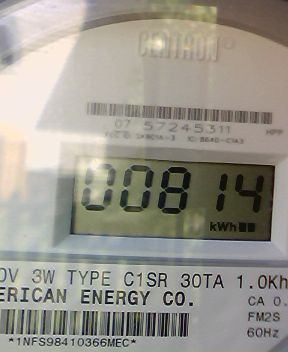 CENTRON®
07 57245311 HPP
00814
kWh
0V 3W TYPE C1SR 30TA 1.0Kh
ERICAN ENERGY CO. CA 0.
FM2S
*1NFS98410366MEC* 60Hz